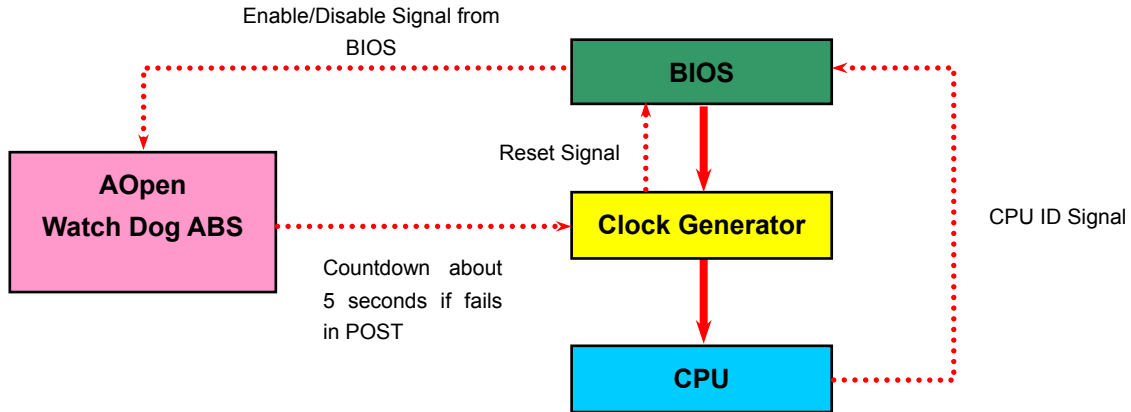 Enable/Disable Signal from
BIOS
BIOS
Reset Signal
AOpen
Watch Dog ABS
Clock Generator
CPU ID Signal
Countdown about
5 seconds if fails
in POST
CPU